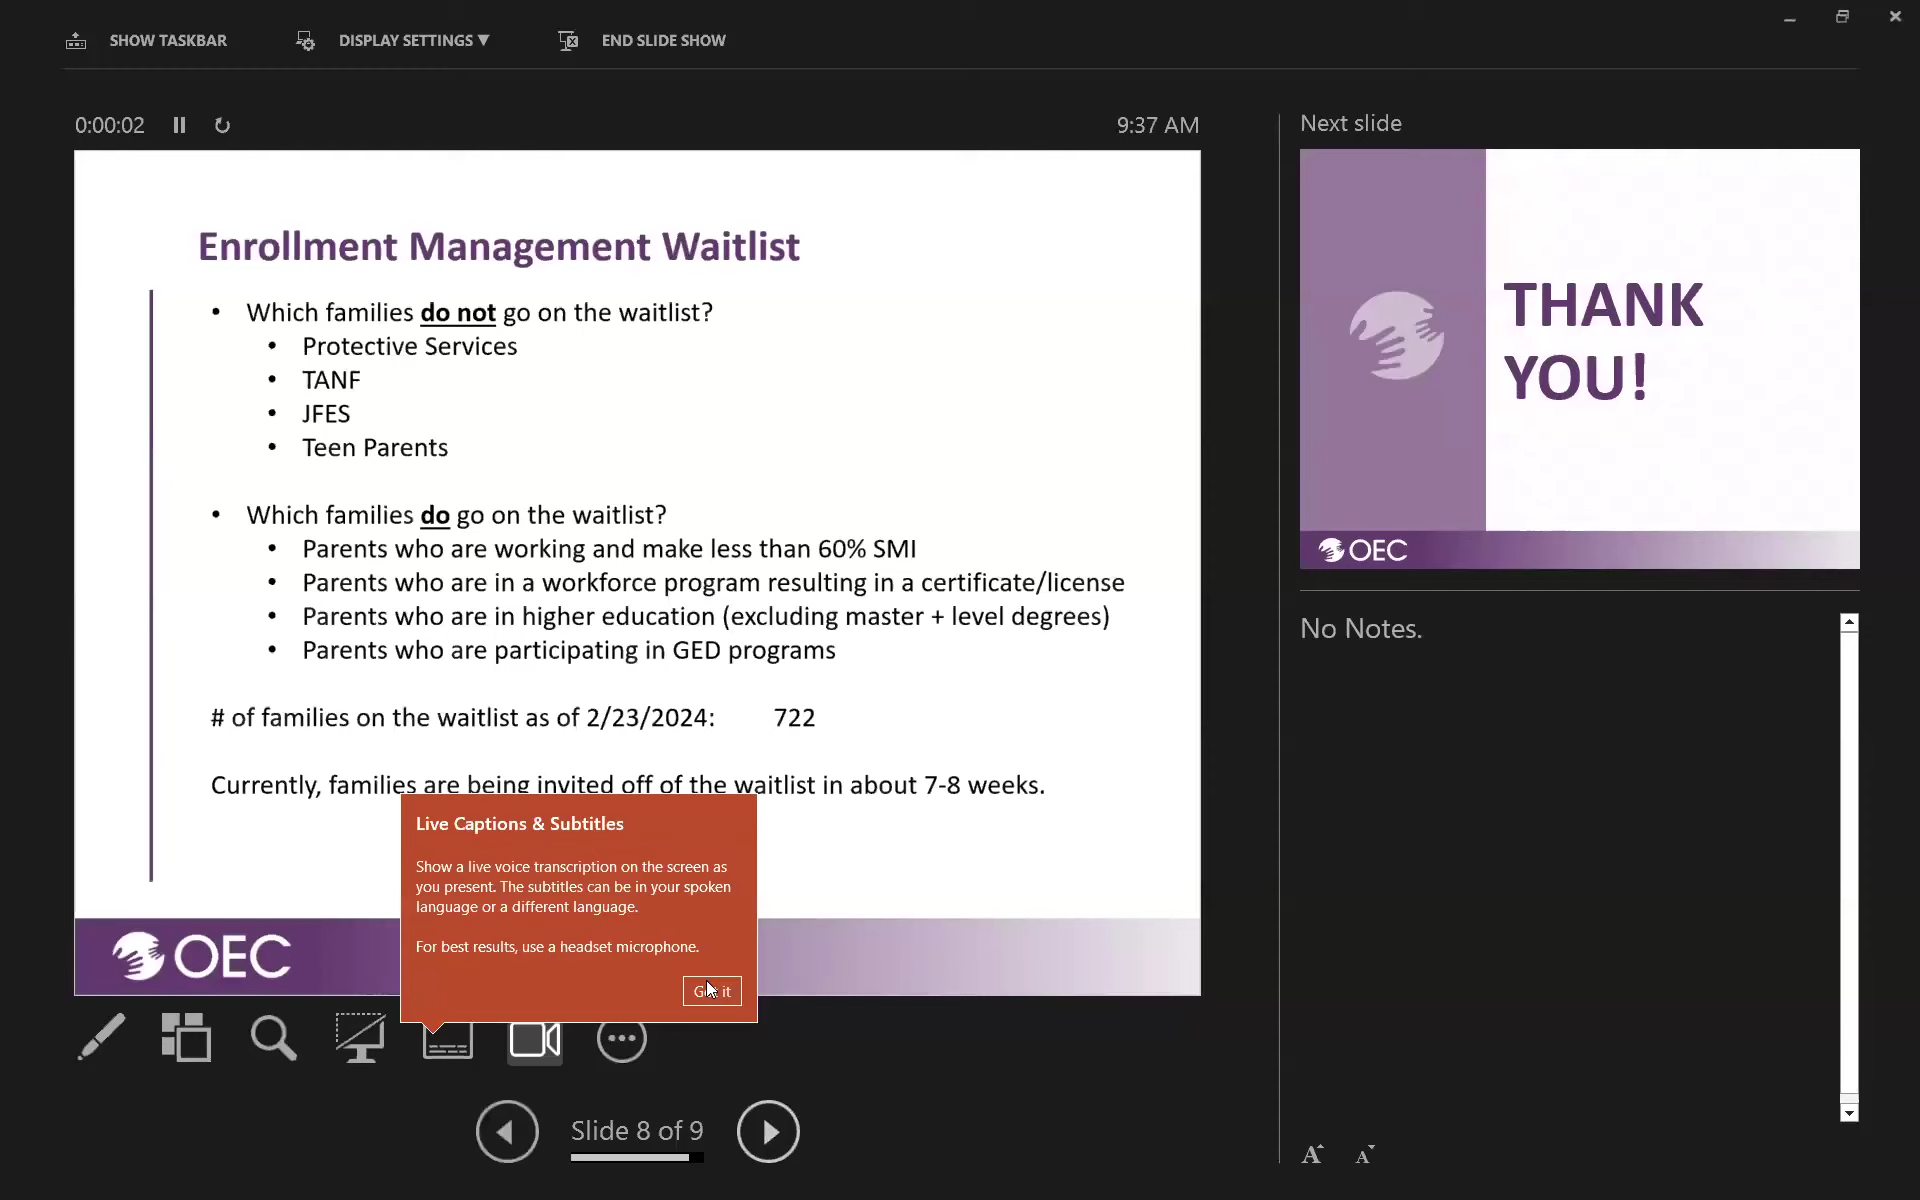 SHOW TASKBAR
DISPLAY SETTINGS ▼
END SLIDE SHOW
0:00:02
9:37 AM
Enrollment Management Waitlist
• Which families do not go on the waitlist?
• Protective Services
• TANF
• JFES
• Teen Parents
• Which families do go on the waitlist?
• Parents who are working and make less than 60% SMI
• Parents who are in a workforce program resulting in a certificate/license
• Parents who are in higher education (excluding master + level degrees)
• Parents who are participating in GED programs
# of families on the waitlist as of 2/23/2024: 722
Currently, families are being invited off of the waitlist in about 7-8 weeks.
OEC
Live Captions & Subtitles
Show a live voice transcription on the screen as
you present. The subtitles can be in your spoken
language or a different language.
For best results, use a headset microphone.
Got it
Slide 8 of 9
Next slide
THANK
YOU!
OEC
No Notes.
A
A